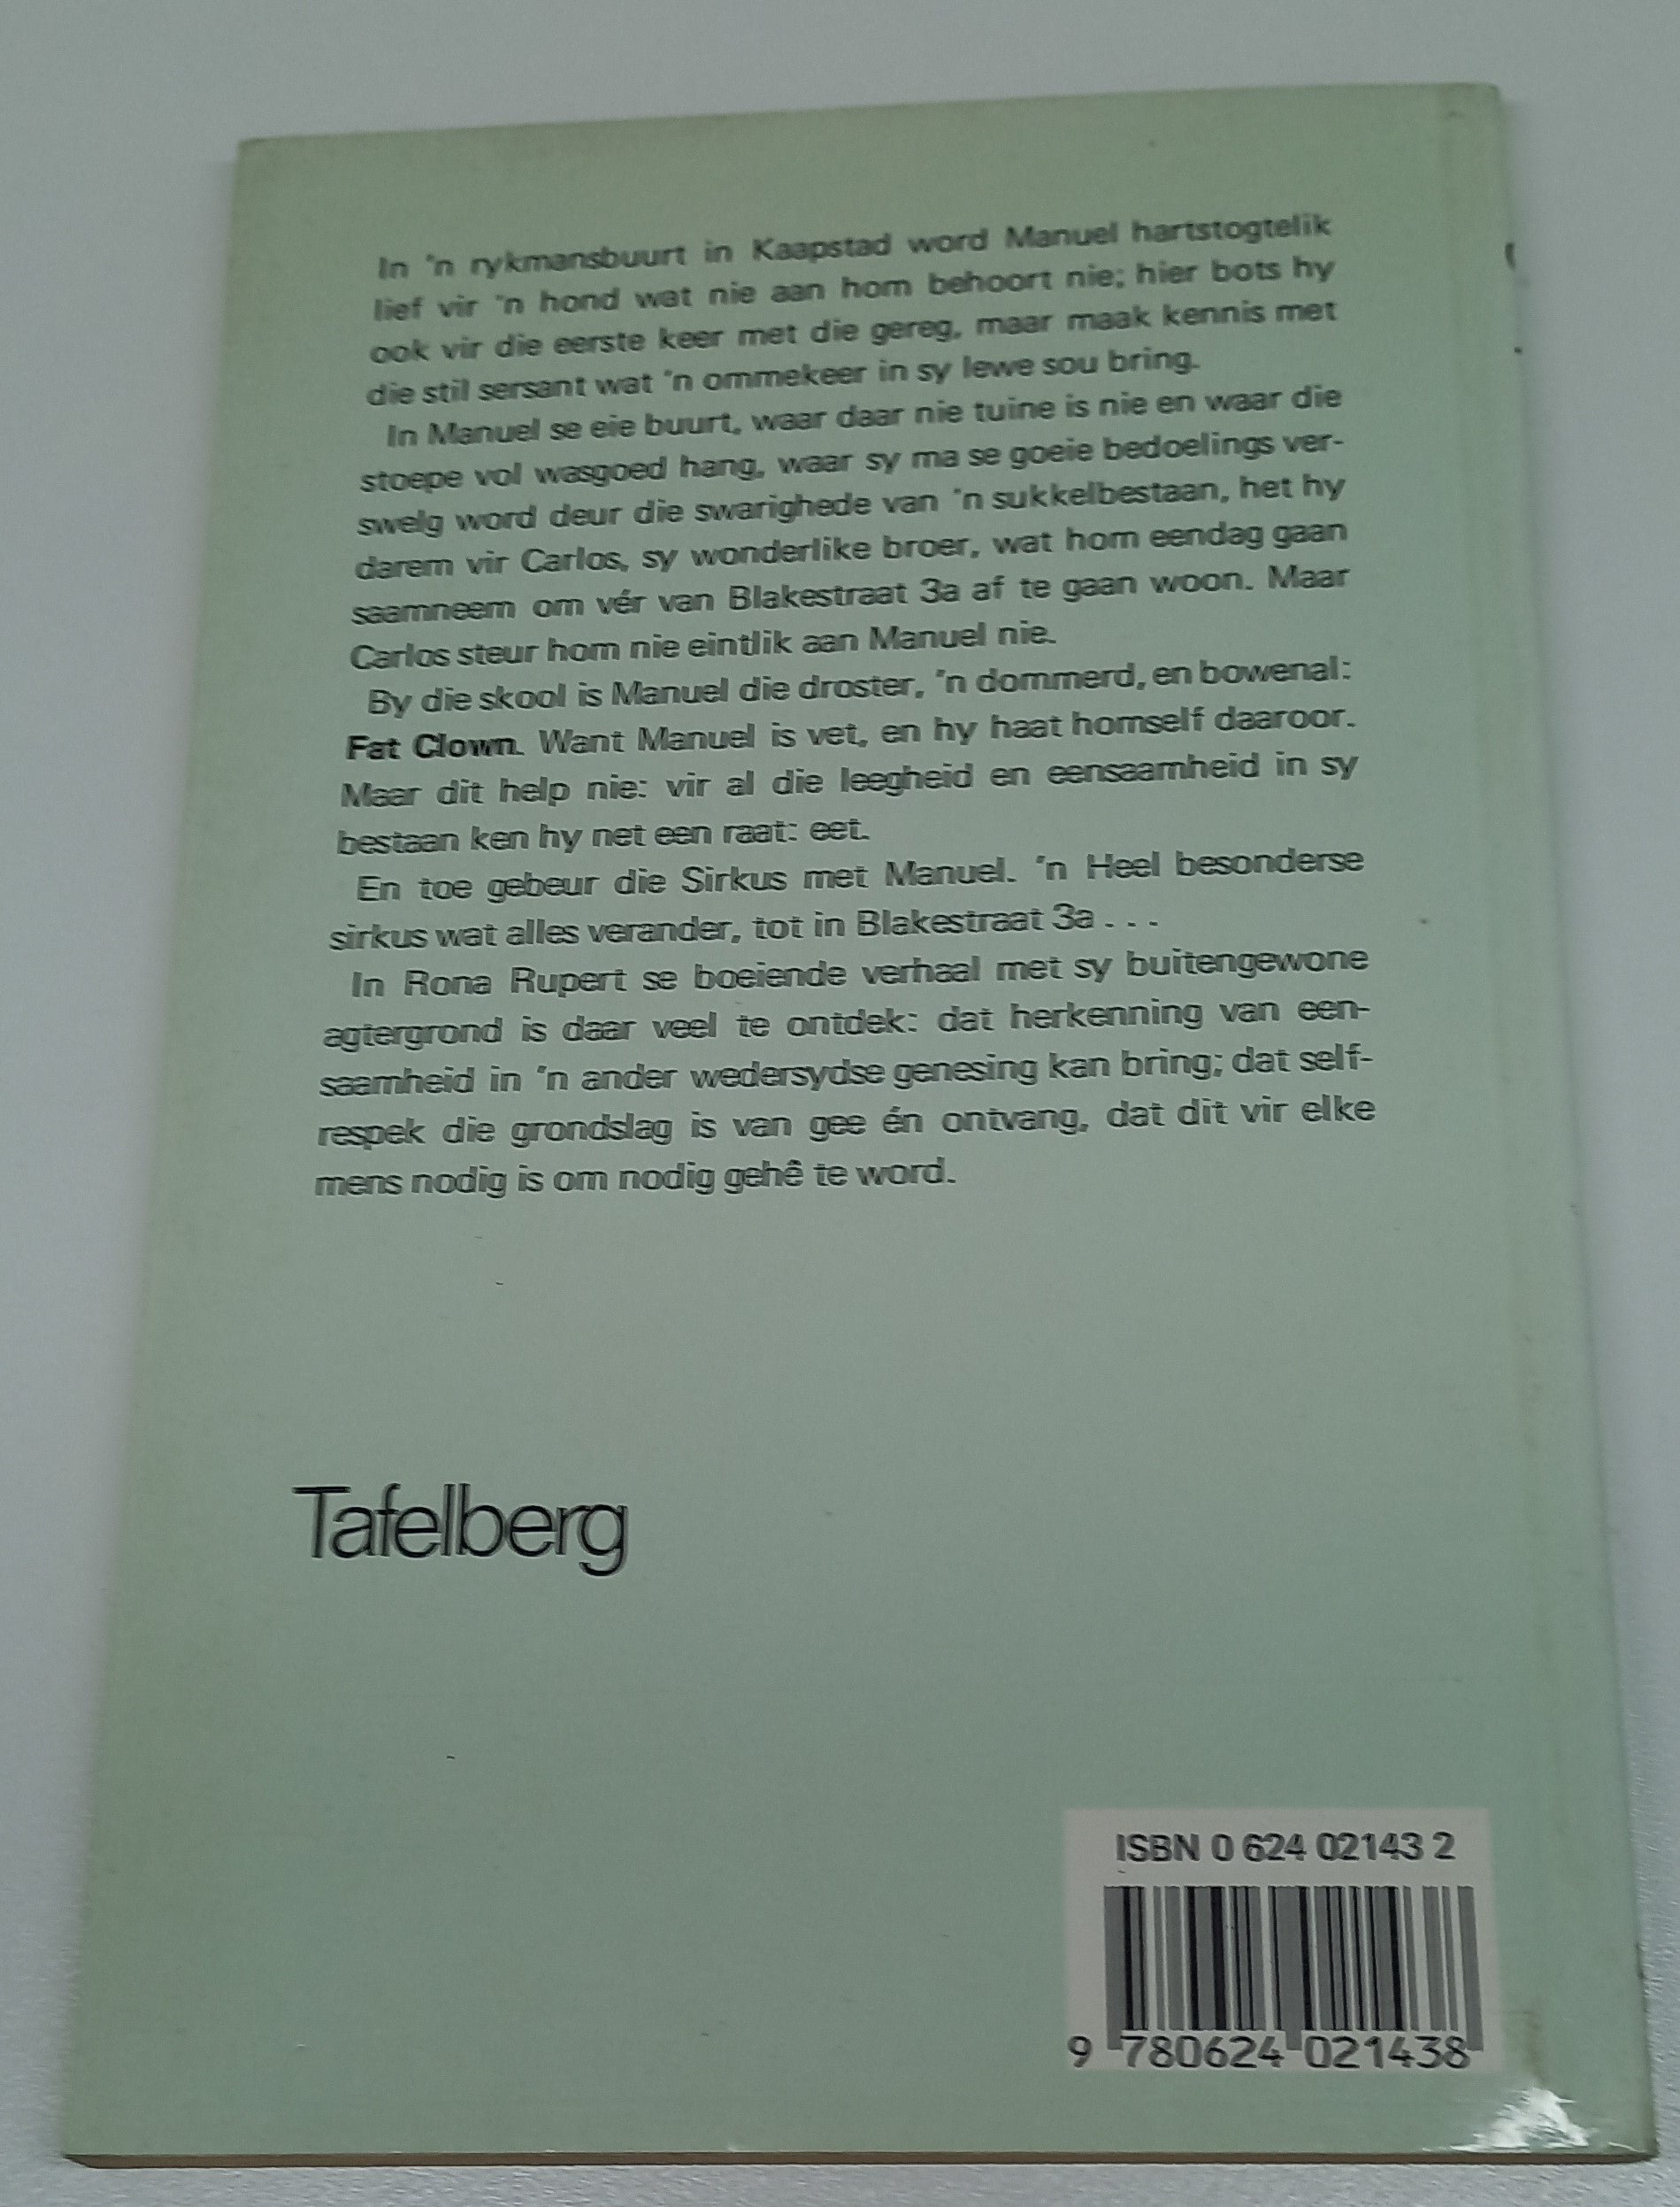 In 'n rykmansbuurt in Kaapstad word Manuel hartstogtelik
lief vir 'n hond wat nie aan hom behoort nie; hier bots hy
ook vir die eerste keer met die gereg, maar maak kennis met
die stil sersant wat 'n ommekeer in sy lewe sou bring.
In Manuel se eie buurt, waar daar nie tuine is nie en waar die
stoepe vol wasgoed hang, waar sy ma se goeie bedoelings ver-
swelg word deur die swarighede van 'n sukkelbestaan, het hy
darem vir Carlos, sy wonderlike broer, wat hom eendag gaan
saamneem om vér van Blakestraat 3a af te gaan woon. Maar
Carlos steur hom nie eintlik aan Manuel nie.
By die skool is Manuel die droster, 'n dommerd, en bowenal:
Fat Clown. Want Manuel is vet, en hy haat homself daaroor.
Maar dit help nie: vir al die leegheid en eensaamheid in sy
bestaan ken hy net een raat: eet.
En toe gebeur die Sirkus met Manuel. 'n Heel besonderse
sirkus wat alles verander, tot in Blakestraat 3a . . .
In Rona Rupert se boeiende verhaal met sy buitengewone
agtergrond is daar veel te ontdek: dat herkenning van een-
saamheid in 'n ander wedersydse genesing kan bring; dat self-
respek die grondslag is van gee én ontvang, dat dit vir elke
mens nodig is om nodig gehê te word.
Tafelberg
ISBN 0 624 02143 2
9 780624 021438